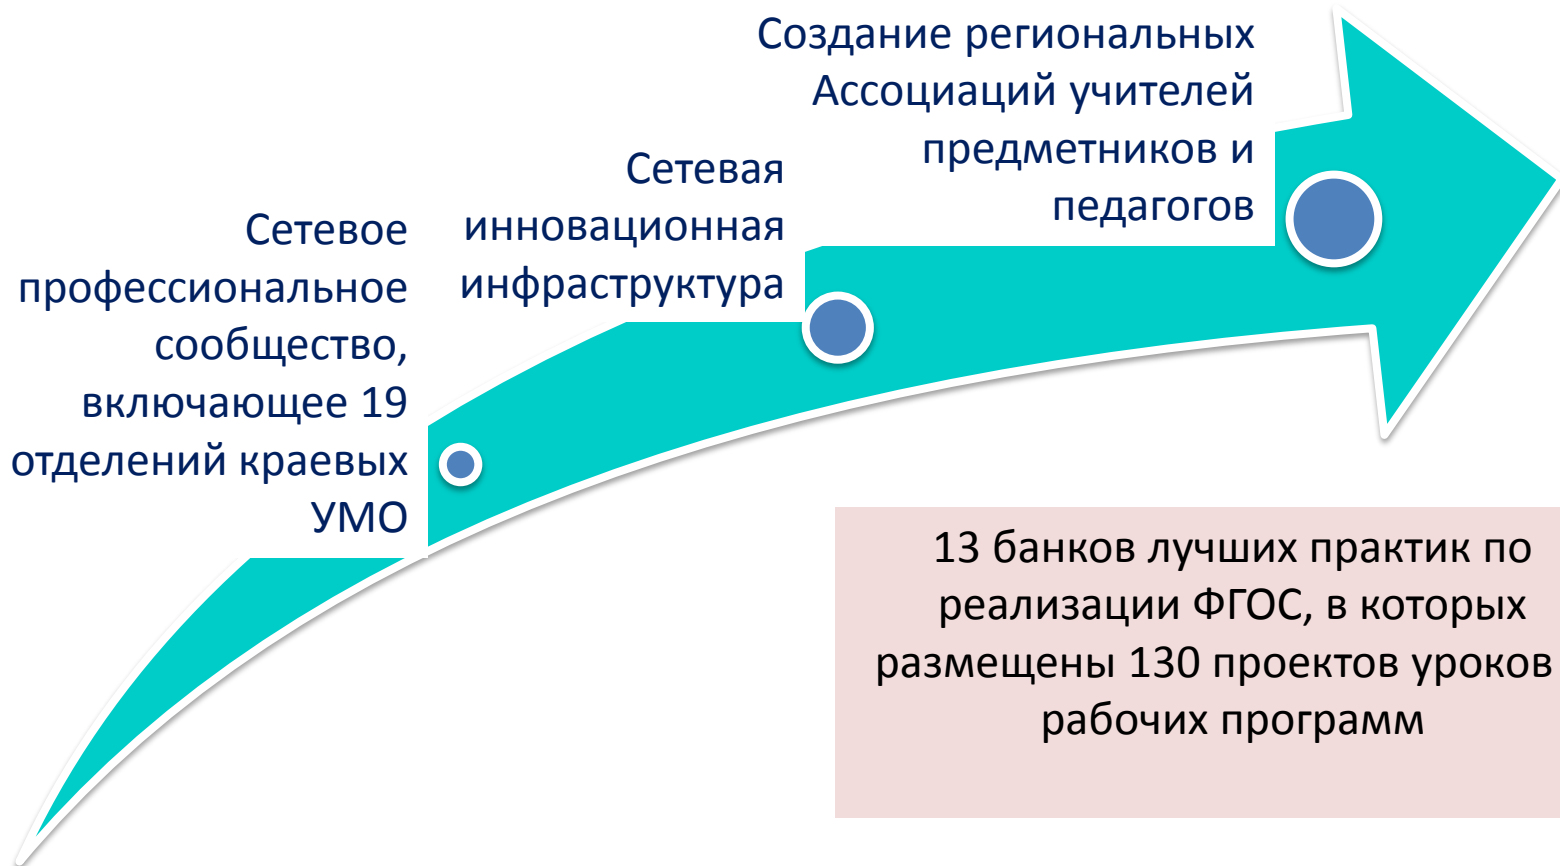 Создание региональных
Ассоциаций учителей
предметников и
педагогов
Сетевая
инновационная
инфраструктура
Сетевое
профессиональное
сообщество,
включающее 19
отделений краевых
УМО
13 банков лучших практик по
реализации ФГОС, в которых
размещены 130 проектов уроков
рабочих программ